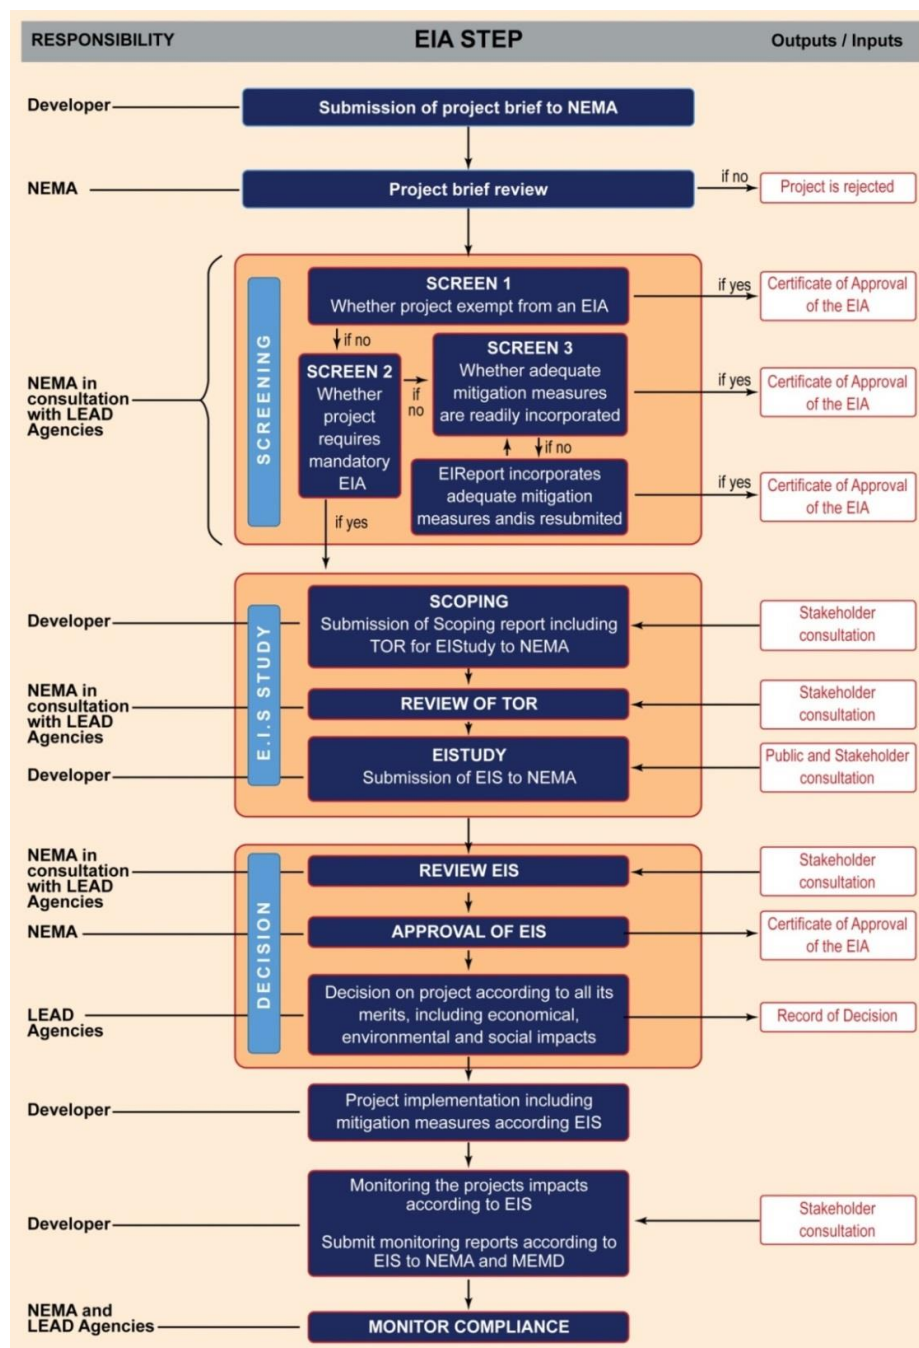 RESPONSIBILITY
EIA STEP
Outputs / Inputs
Developer
Submission of project brief to NEMA
NEMA
Project brief review
if no
Project is rejected
NEMA in
consultation
with LEAD
Agencies
SCREENING
SCREEN 1
Whether project exempt from an EIA
if yes
Certificate of Approval
of the EIA
if no
SCREEN 2
Whether
project
requires
mandatory
EIA
if
no
SCREEN 3
Whether adequate
mitigation measures
are readily incorporated
if yes
Certificate of Approval
of the EIA
if no
EIReport incorporates
adequate mitigation
measures andis resubmited
if yes
Certificate of Approval
of the EIA
if yes
E.I.S STUDY
Developer
SCOPING
Submission of Scoping report including
TOR for EIStudy to NEMA
Stakeholder
consultation
NEMA in
consultation
with LEAD
Agencies
REVIEW OF TOR
Stakeholder
consultation
Developer
EISTUDY
Submission of EIS to NEMA
Public and Stakeholder
consultation
DECISION
NEMA in
consultation
with LEAD
Agencies
REVIEW EIS
Stakeholder
consultation
NEMA
APPROVAL OF EIS
Certificate of Approval
of the EIA
LEAD
Agencies
Decision on project according to all its
merits, including economical,
environmental and social impacts
Record of Decision
Developer
Project implementation including
mitigation measures according EIS
Developer
Monitoring the projects impacts
according to EIS
Submit monitoring reports according to
EIS to NEMA and MEMD
Stakeholder
consultation
NEMA and
LEAD Agencies
MONITOR COMPLIANCE